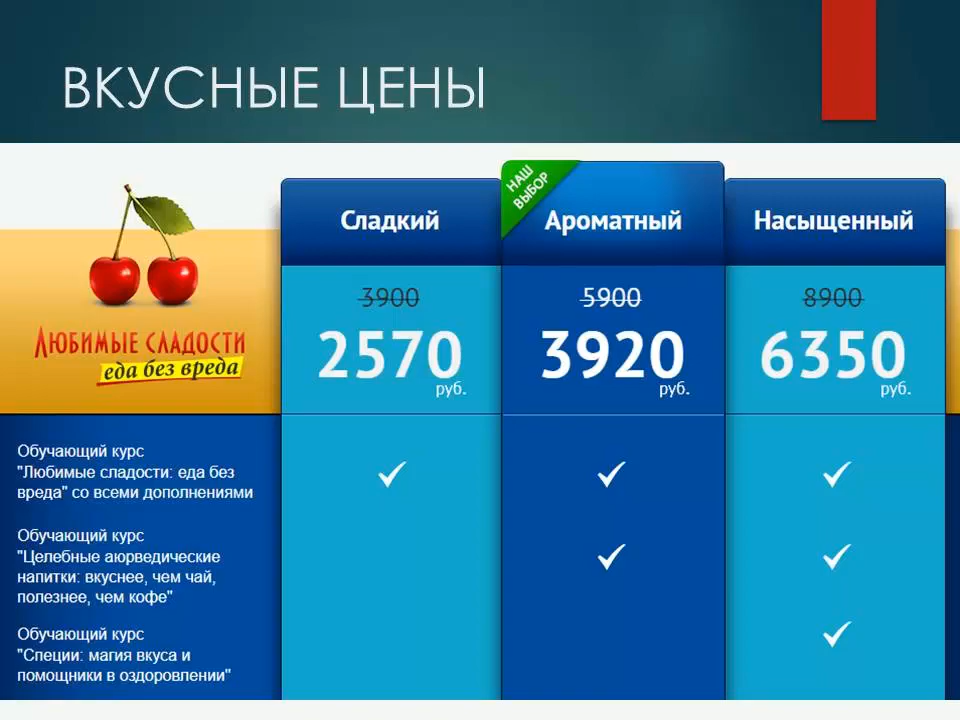 ВКУСНЫЕ ЦЕНЫ
НАШ
ВЫБОР
Сладкий
Ароматный
Насыщенный
3900
5900
8900
2570
руб.
3920
руб.
6350
руб.
ЛЮБИМЫЕ СЛАДОСТИ
еда без вреда
Обучающий курс
"Любимые сладости: еда без
вреда" со всеми дополнениями
Обучающий курс
"Целебные аюрведические
напитки: вкуснее, чем чай,
полезнее, чем кофе"
Обучающий курс
"Специи: магия вкуса и
помощники в оздоровлении"